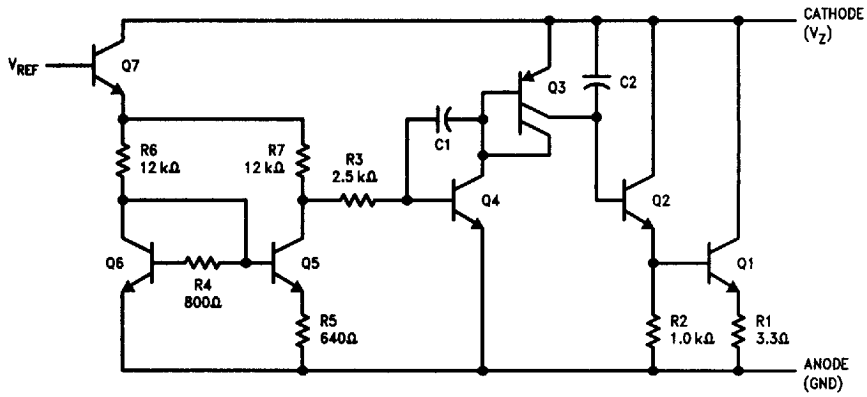 CATHODE
(VZ)
VREF
Q7
Q3
C2
C1
R6
12 kΩ
R7
12 kΩ
R3
2.5 kΩ
Q4
Q2
Q6
R4
800Ω
Q5
Q1
R5
640Ω
R2
1.0 kΩ
R1
3.3Ω
ANODE
(GND)